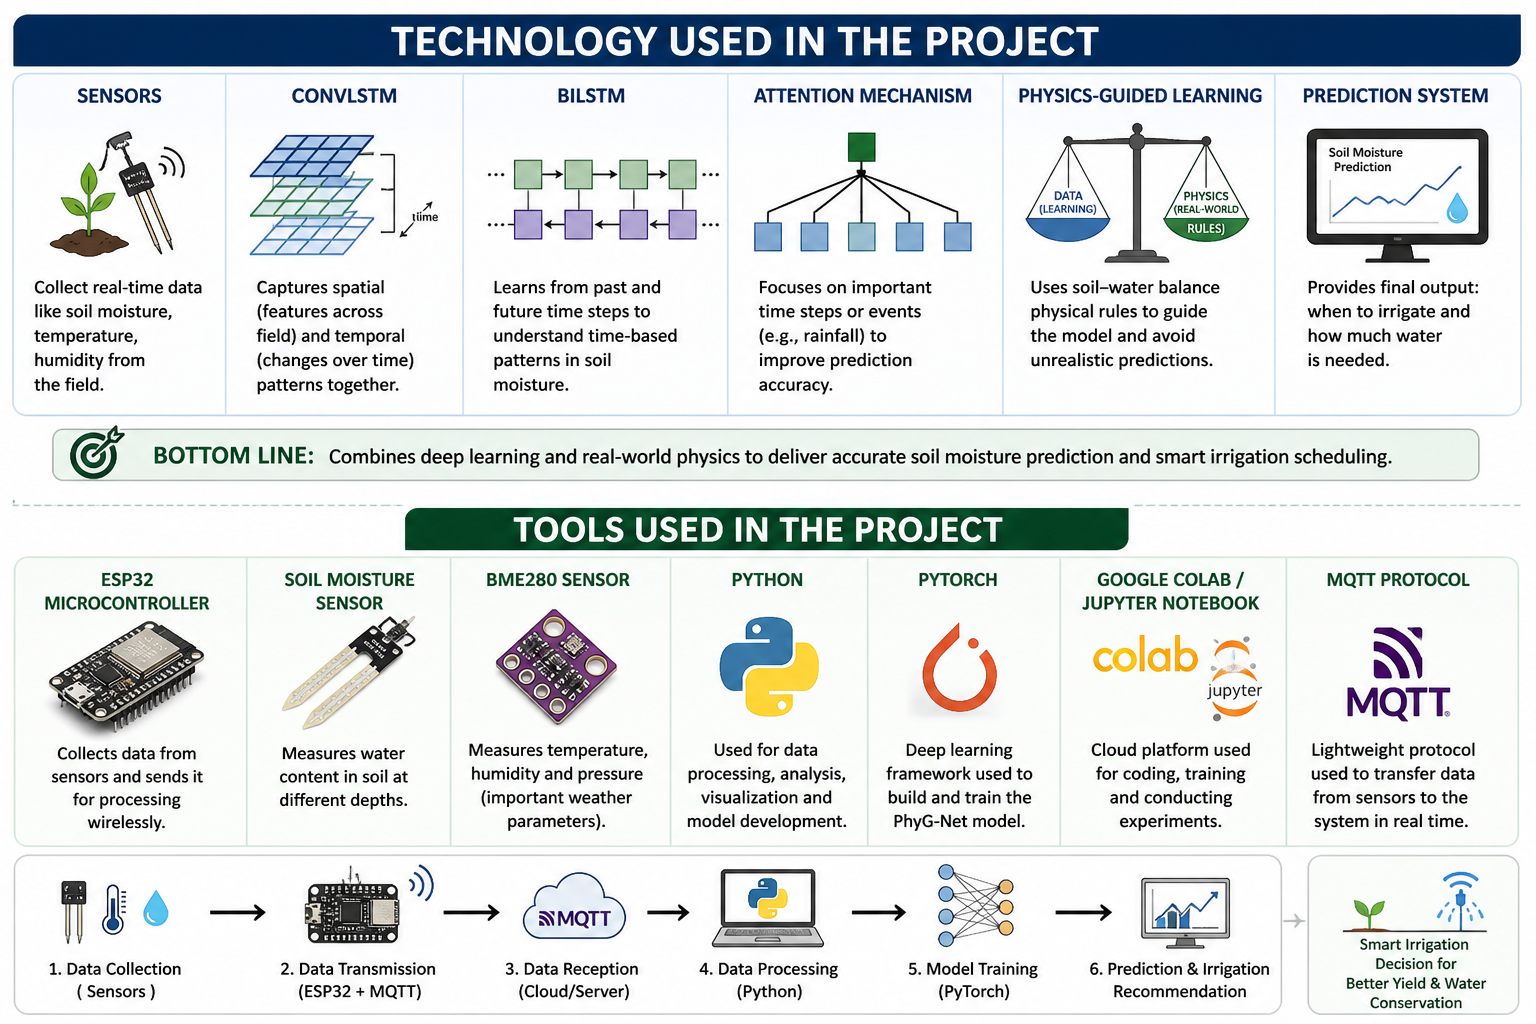 TECHNOLOGY USED IN THE PROJECT
SENSORS
Collect real-time data
like soil moisture,
temperature,
humidity from
the field.
CONVLSTM
tiime
Captures spatial
(features across
field) and temporal
(changes over time)
patterns together.
BILSTM
Learns from past and
future time steps to
understand time-based
patterns in soil
moisture.
ATTENTION MECHANISM
Focuses on important
time steps or events
(e.g., rainfall) to
improve prediction
accuracy.
PHYSICS-GUIDED LEARNING
DATA
(LEARNING)
PHYSICS
(REAL-WORLD
RULES)
Uses soil–water balance
physical rules to guide
the model and avoid
unrealistic predictions.
PREDICTION SYSTEM
Soil Moisture
Prediction
Provides final output:
when to irrigate and
how much water
is needed.
BOTTOM LINE: Combines deep learning and real-world physics to deliver accurate soil moisture prediction and smart irrigation scheduling.
TOOLS USED IN THE PROJECT
ESP32
MICROCONTROLLER
Collects data from
sensors and sends it
for processing
wirelessly.
SOIL MOISTURE
SENSOR
Measures water
content in soil at
different depths.
BME280 SENSOR
Measures temperature,
humidity and pressure
(important weather
parameters).
PYTHON
Used for data
processing, analysis,
visualization and
model development.
PYTORCH
Deep learning
framework used to
build and train the
PhyG-Net model.
GOOGLE COLAB /
JUPYTER NOTEBOOK
colab
jupyter
Cloud platform used
for coding, training
and conducting
experiments.
MQTT PROTOCOL
MQTT
Lightweight protocol
used to transfer data
from sensors to the
system in real time.
1. Data Collection
( Sensors )
2. Data Transmission
(ESP32 + MQTT)
MQTT
3. Data Reception
(Cloud/Server)
4. Data Processing
(Python)
5. Model Training
(PyTorch)
6. Prediction & Irrigation
Recommendation
Smart Irrigation
Decision for
Better Yield & Water
Conservation